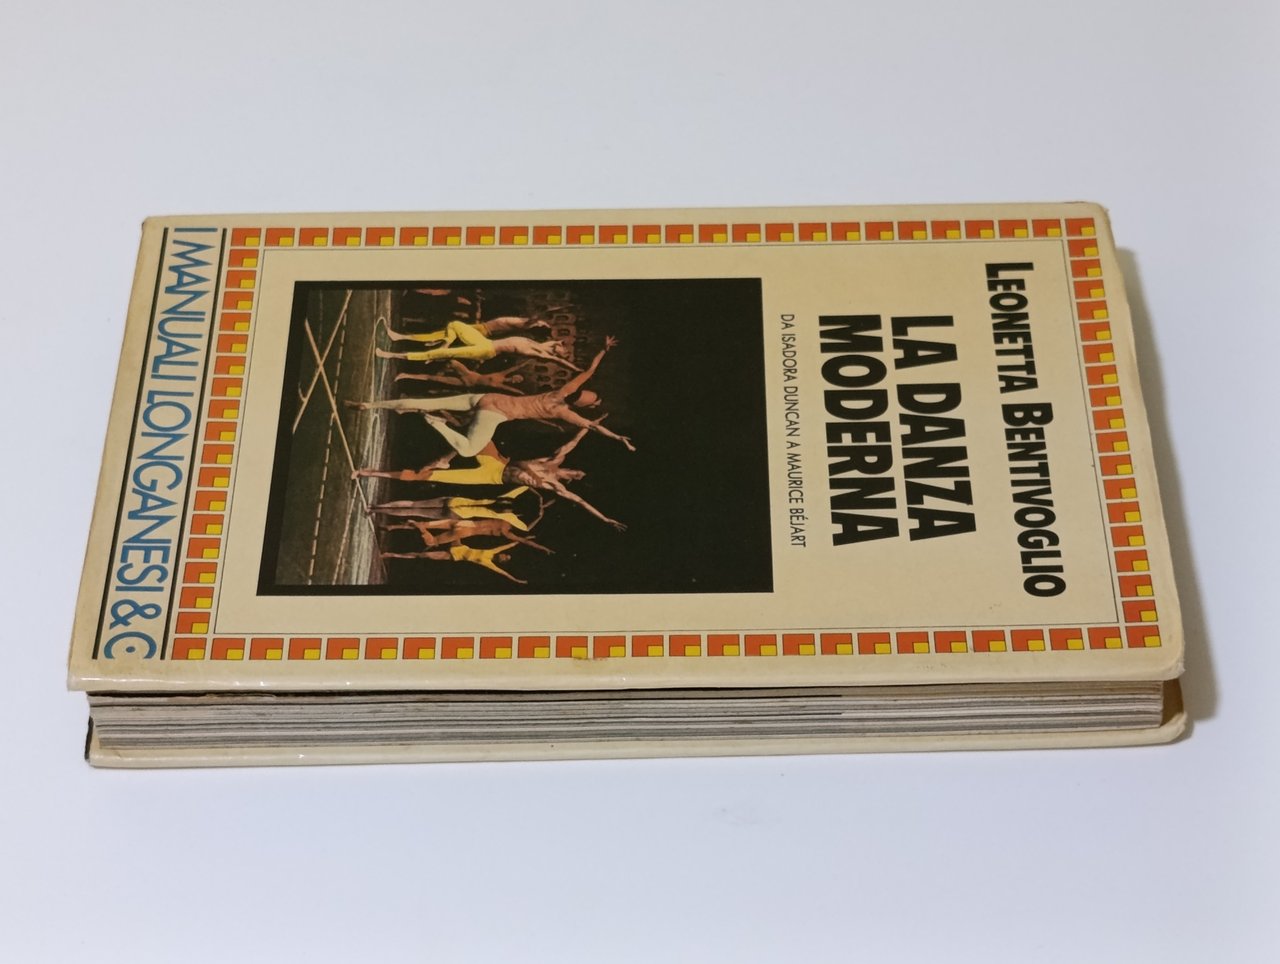 LEONETTA BENTIVOGLIO
LA DANZA
MODERNA
DA ISADORA DUNCAN A MAURICE BÉJART
I MANUALI LONGANESI & C.